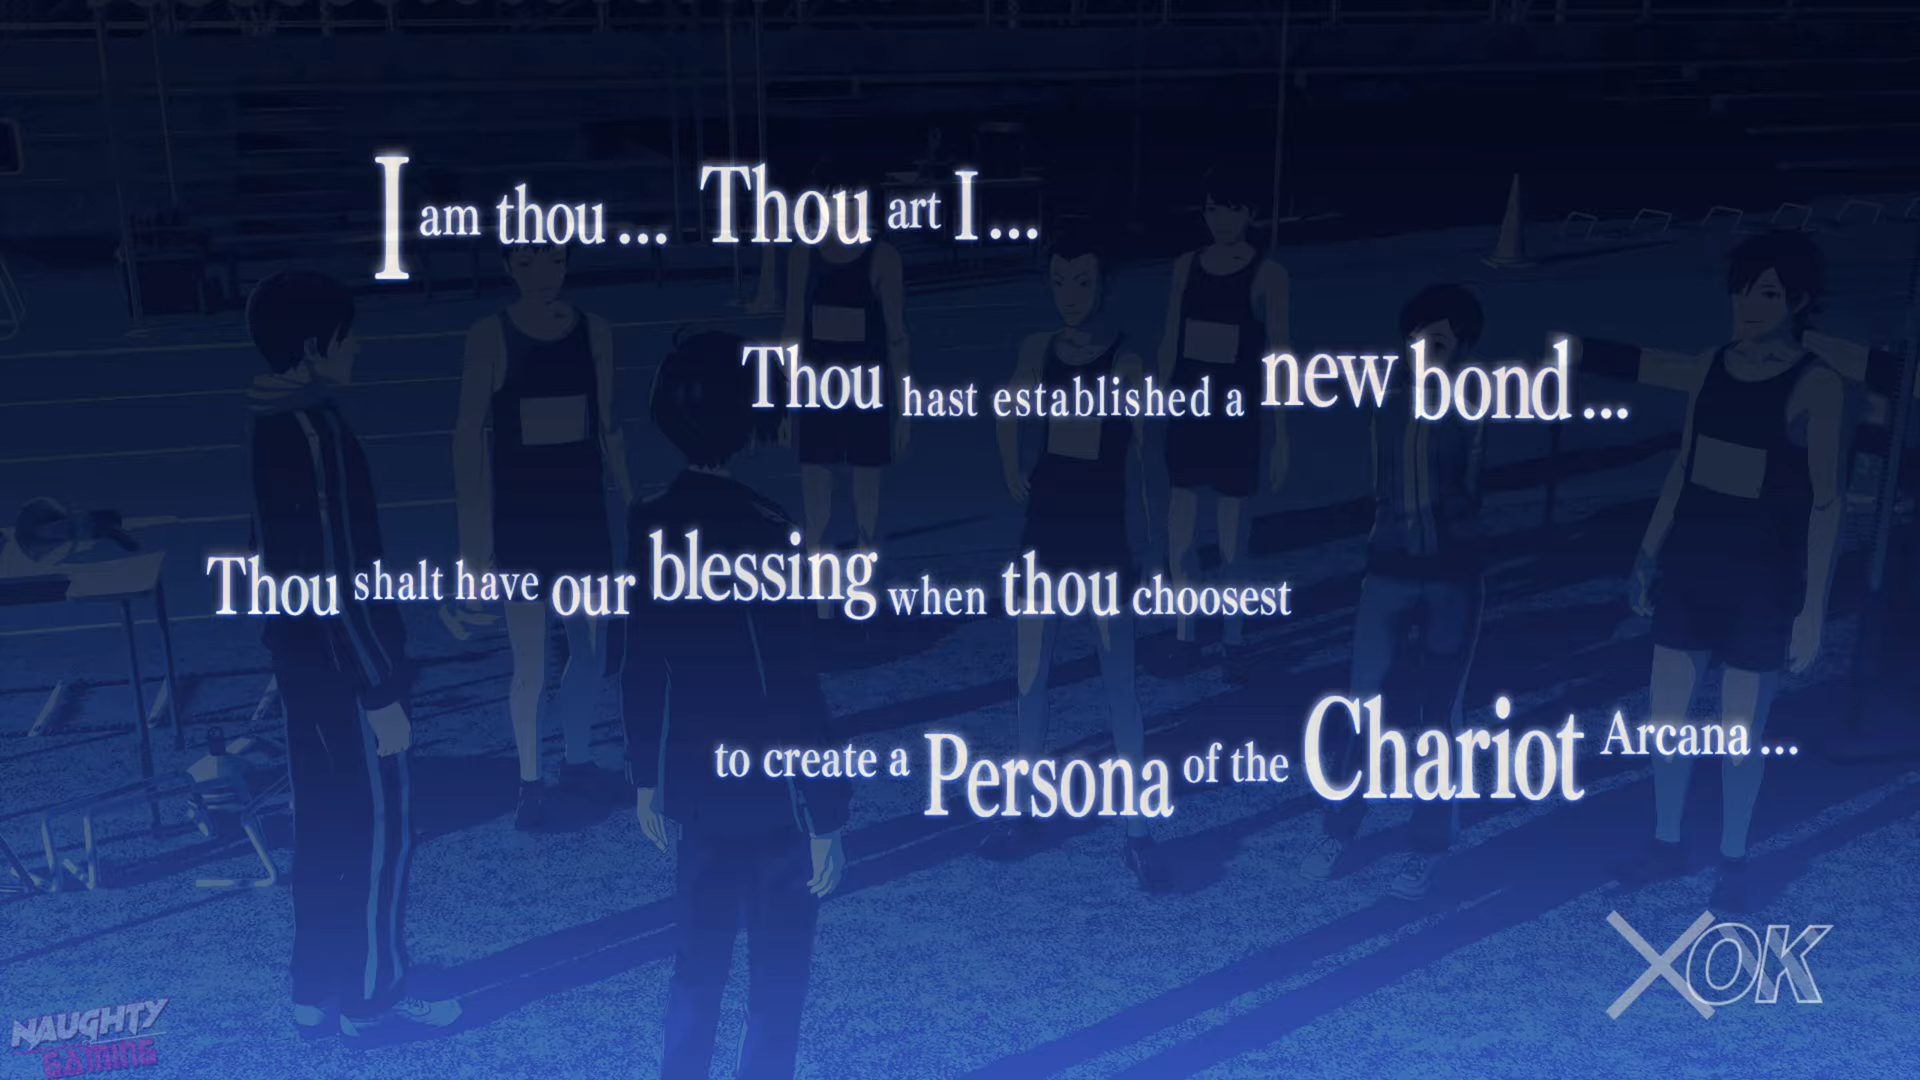 I am thou... Thou art I...
Thou hast established a new bond...
Thou shalt have our blessing when thou choosest
to create a Persona of the Chariot Arcana...
OK
NAUGHTY
GAMING